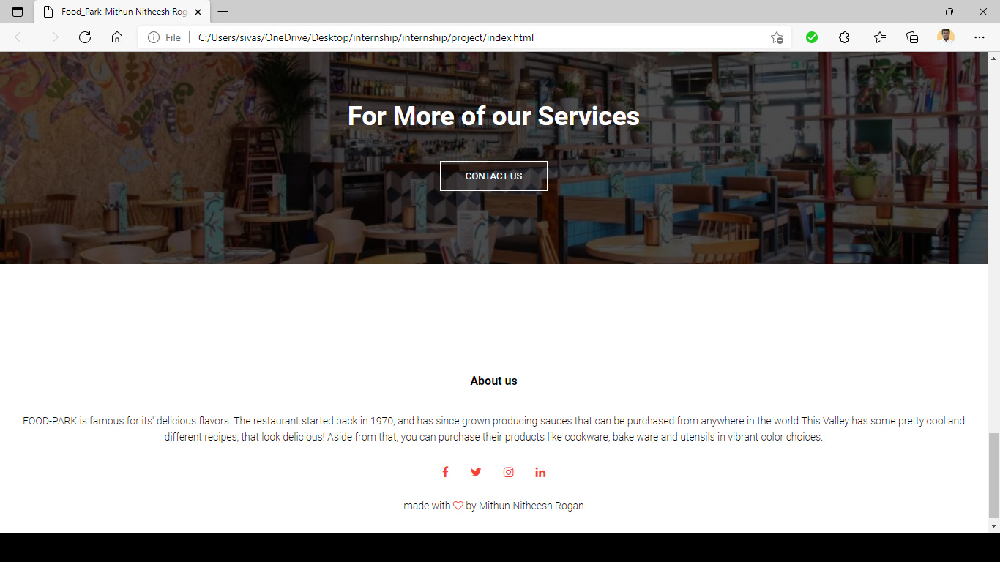 Food_Park-Mithun Nitheesh Rog
File
C:/Users/sivas/OneDrive/Desktop/internship/internship/project/index.html
For More of our Services
CONTACT US
About us
FOOD-PARK is famous for its' delicious flavors. The restaurant started back in 1970, and has since grown producing sauces that can be purchased from anywhere in the world.This Valley has some pretty cool and
different recipes, that look delicious! Aside from that, you can purchase their products like cookware, bake ware and utensils in vibrant color choices.
made with ♡ by Mithun Nitheesh Rogan